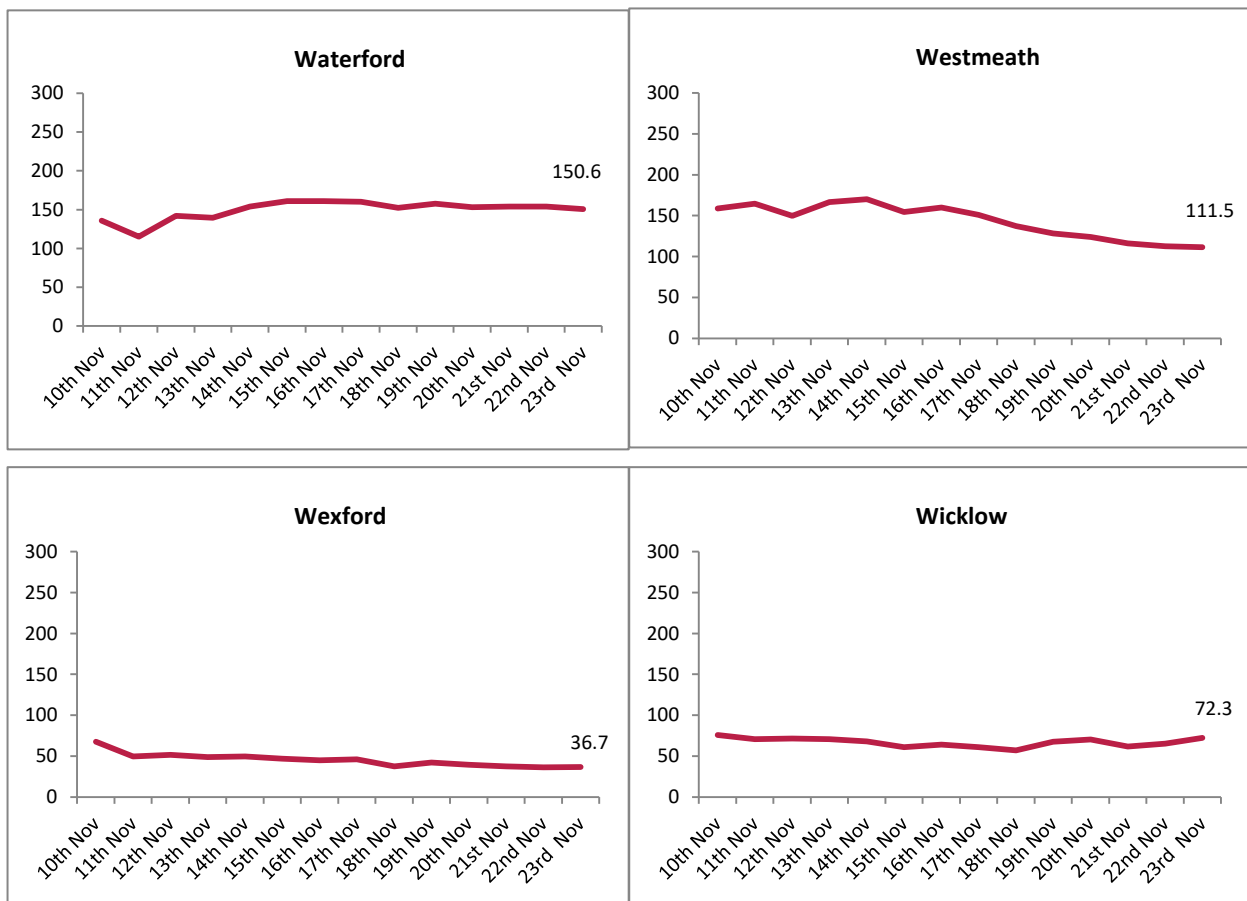 Waterford
300
250
200
150
100
50
0
150.6
10th Nov
11th Nov
12th Nov
13th Nov
14th Nov
15th Nov
16th Nov
17th Nov
18th Nov
19th Nov
20th Nov
21st Nov
22nd Nov
23rd Nov
Westmeath
300
250
200
150
100
50
0
111.5
10th Nov
11th Nov
12th Nov
13th Nov
14th Nov
15th Nov
16th Nov
17th Nov
18th Nov
19th Nov
20th Nov
21st Nov
22nd Nov
23rd Nov
Wexford
300
250
200
150
100
50
0
36.7
10th Nov
11th Nov
12th Nov
13th Nov
14th Nov
15th Nov
16th Nov
17th Nov
18th Nov
19th Nov
20th Nov
21st Nov
22nd Nov
23rd Nov
Wicklow
300
250
200
150
100
50
0
72.3
10th Nov
11th Nov
12th Nov
13th Nov
14th Nov
15th Nov
16th Nov
17th Nov
18th Nov
19th Nov
20th Nov
21st Nov
22nd Nov
23rd Nov